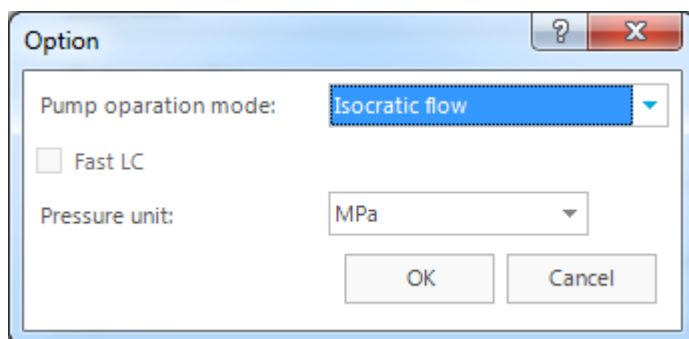 Option
Pump oparation mode: Isocratic flow
Fast LC
Pressure unit: MPa
OK Cancel